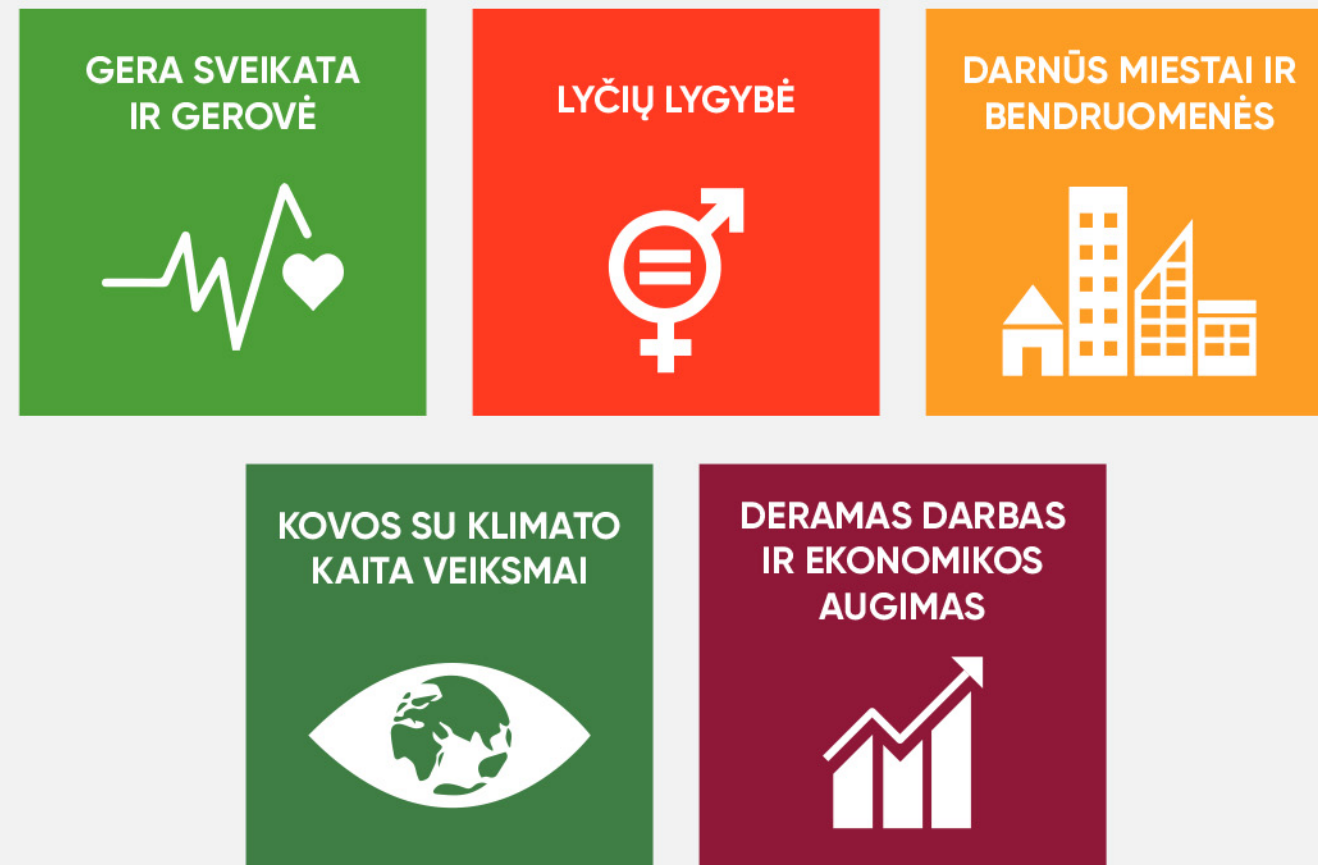 GERA SVEIKATA
IR GEROVĖ
LYČIŲ LYGYBĖ
DARNŪS MIESTAI IR
BENDRUOMENĖS
KOVOS SU KLIMATO
KAITA VEIKSMAI
DERAMAS DARBAS
IR EKONOMIKOS
AUGIMAS